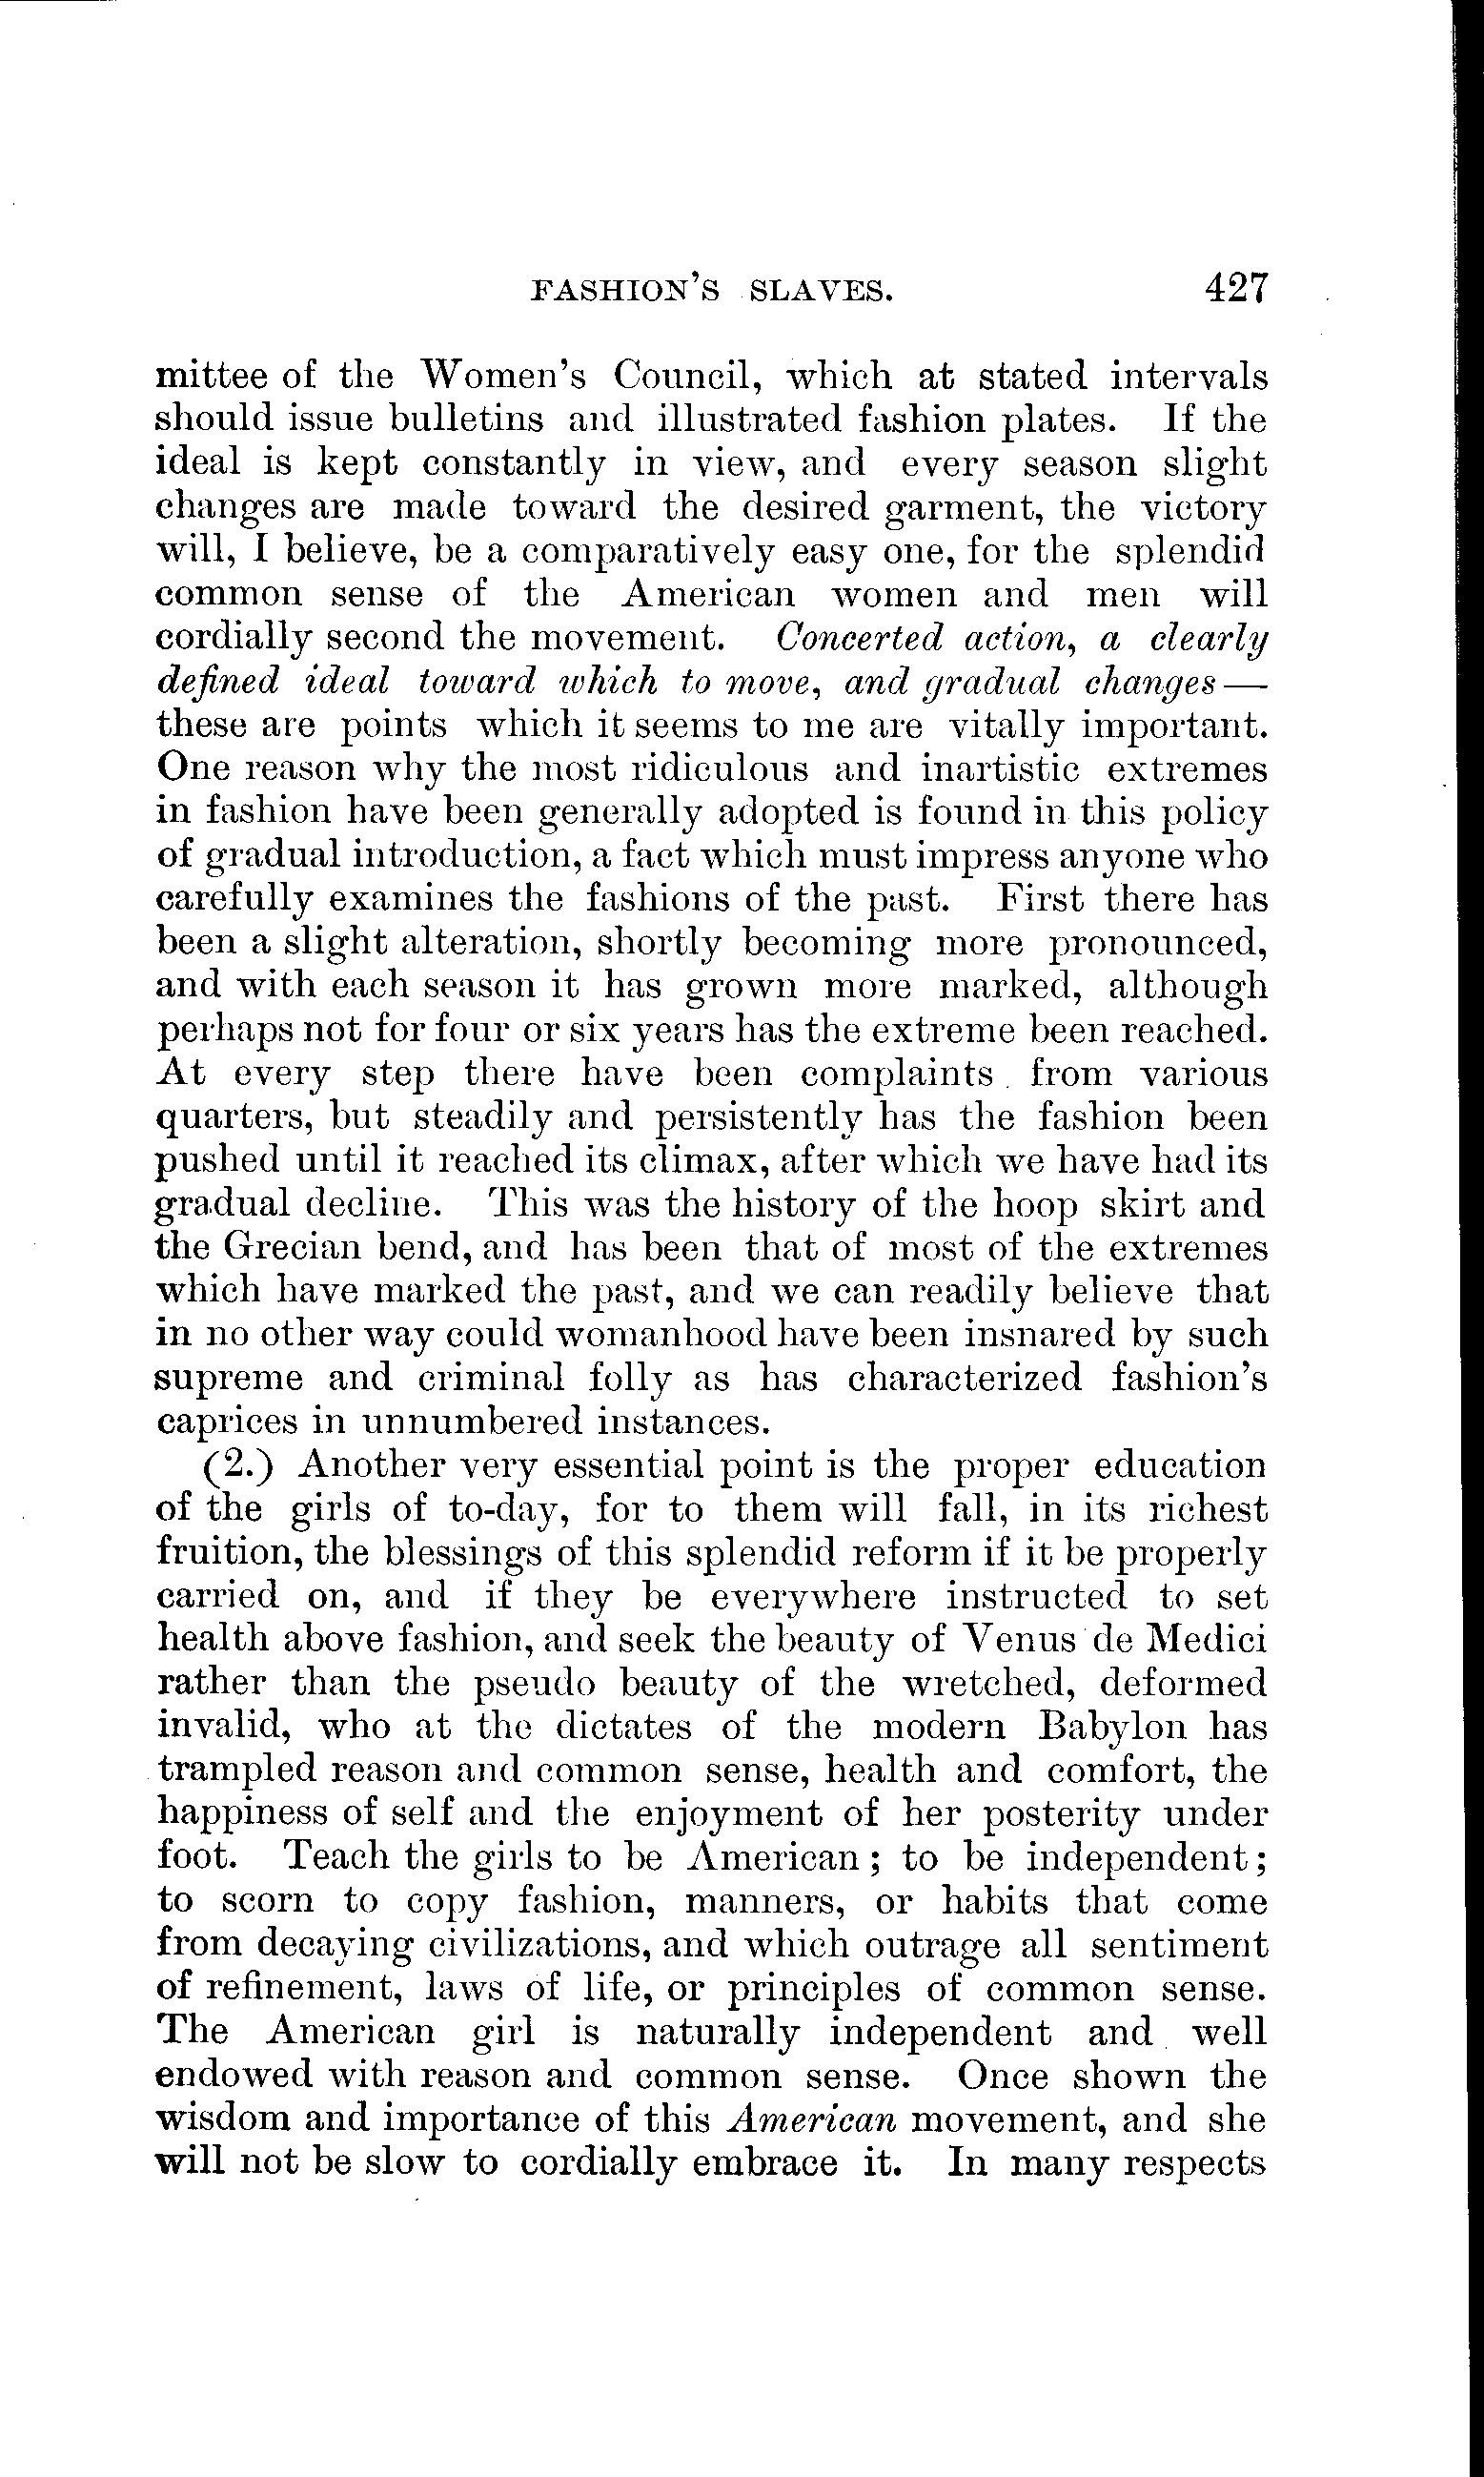 FASHION'S SLAVES. 427
mittee of the Women's Council, which at stated intervals
should issue bulletins and illustrated fashion plates. If the
ideal is kept constantly in view, and every season slight
changes are made toward the desired garment, the victory
will, I believe, be a comparatively easy one, for the splendid
common sense of the American women and men will
cordially second the movement. Concerted action, a clearly
defined ideal toward which to move, and gradual changes —
these are points which it seems to me are vitally important.
One reason why the most ridiculous and inartistic extremes
in fashion have been generally adopted is found in this policy
of gradual introduction, a fact which must impress anyone who
carefully examines the fashions of the past. First there has
been a slight alteration, shortly becoming more pronounced,
and with each season it has grown more marked, although
perhaps not for four or six years has the extreme been reached.
At every step there have been complaints from various
quarters, but steadily and persistently has the fashion been
pushed until it reached its climax, after which we have had its
gradual decline. This was the history of the hoop skirt and
the Grecian bend, and has been that of most of the extremes
which have marked the past, and we can readily believe that
in no other way could womanhood have been insnared by such
supreme and criminal folly as has characterized fashion's
caprices in unnumbered instances.
(2.) Another very essential point is the proper education
of the girls of to-day, for to them will fall, in its richest
fruition, the blessings of this splendid reform if it be properly
carried on, and if they be everywhere instructed to set
health above fashion, and seek the beauty of Venus de Medici
rather than the pseudo beauty of the wretched, deformed
invalid, who at the dictates of the modern Babylon has
trampled reason and common sense, health and comfort, the
happiness of self and the enjoyment of her posterity under
foot. Teach the girls to be American; to be independent;
to scorn to copy fashion, manners, or habits that come
from decaying civilizations, and which outrage all sentiment
of refinement, laws of life, or principles of common sense.
The American girl is naturally independent and well
endowed with reason and common sense. Once shown the
wisdom and importance of this American movement, and she
will not be slow to cordially embrace it. In many respects